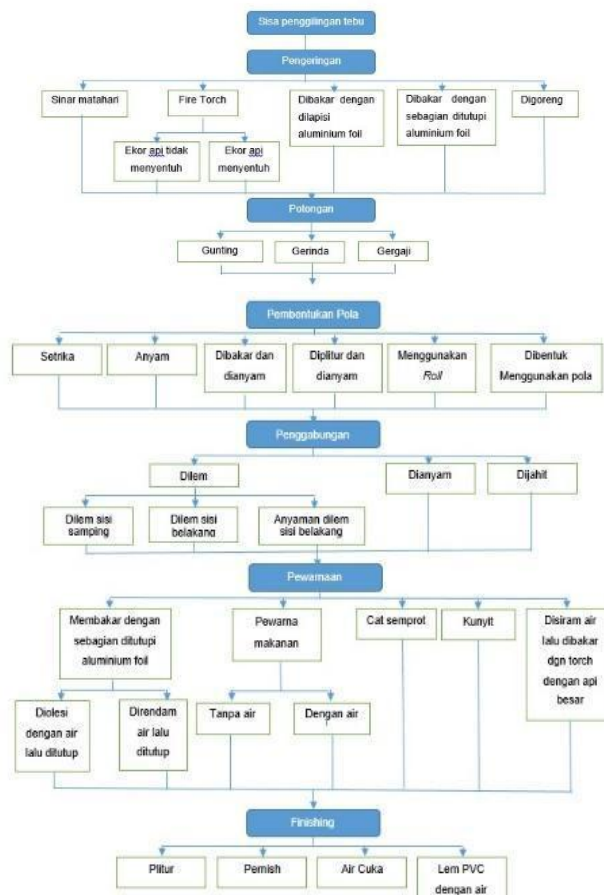 Sisa penggilingan tebu
Pengeringan
Sinar matahari
Fire Torch
Dibakar dengan
dilapisi
aluminium foil
Dibakar dengan
sebagian ditutupi
aluminium foil
Digoreng
Ekor api tidak
menyentuh
Ekor api
menyentuh
Potongan
Gunting
Gerinda
Gergaji
Pembentukan Pola
Setrika
Anyam
Dibakar dan
dianyam
Diplitur dan
dianyam
Menggunakan
Roll
Dibentuk
Menggunakan pola
Penggabungan
Dilem
Dianyam
Dijahit
Dilem sisi
samping
Dilem sisi
belakang
Anyaman dilem
sisi belakang
Pewarnaan
Membakar dengan
sebagian ditutupi
aluminium foil
Pewarna
makanan
Cat semprot
Kunyit
Disiram air
lalu dibakar
dgn torch
dengan api
besar
Diolesi
dengan air
lalu ditutup
Direndam
air lalu
ditutup
Tanpa air
Dengan air
Finishing
Plitur
Pernish
Air Cuka
Lem PVC
dengan air